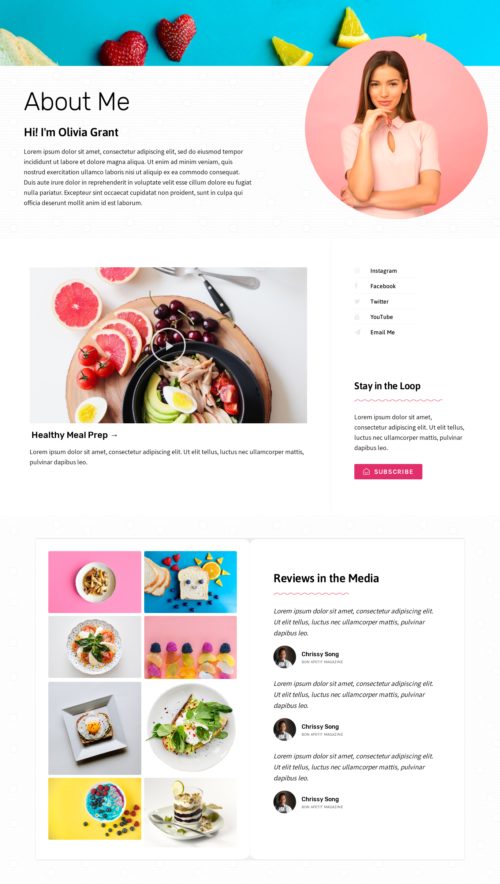 About Me
Hi! I'm Olivia Grant
Lorem ipsum dolor sit amet, consectetur adipiscing elit, sed do eiusmod tempor
incididunt ut labore et dolore magna aliqua. Ut enim ad minim veniam, quis
nostrud exercitation ullamco laboris nisi ut aliquip ex ea commodo consequat.
Duis aute irure dolor in reprehenderit in voluptate velit esse cillum dolore eu fugiat
nulla pariatur. Excepteur sint occaecat cupidatat non proident, sunt in culpa qui
officia deserunt mollit anim id est laborum.
Healthy Meal Prep →
Lorem ipsum dolor sit amet, consectetur adipiscing elit. Ut elit tellus, luctus nec ullamcorper mattis,
pulvinar dapibus leo.
Instagram
Facebook
Twitter
YouTube
Email Me
Stay in the Loop
Lorem ipsum dolor sit amet,
consectetur adipiscing elit. Ut
elit tellus, luctus nec
ullamcorper mattis, pulvinar
dapibus leo.
SUBSCRIBE
Reviews in the Media
Lorem ipsum dolor sit amet, consectetur adipiscing elit.
Ut elit tellus, luctus nec ullamcorper mattis, pulvinar
dapibus leo.
Chrissy Song
BON APETIT MAGAZINE
Lorem ipsum dolor sit amet, consectetur adipiscing elit.
Ut elit tellus, luctus nec ullamcorper mattis, pulvinar
dapibus leo.
Chrissy Song
BON APETIT MAGAZINE
Lorem ipsum dolor sit amet, consectetur adipiscing elit.
Ut elit tellus, luctus nec ullamcorper mattis, pulvinar
dapibus leo.
Chrissy Song
BON APETIT MAGAZINE